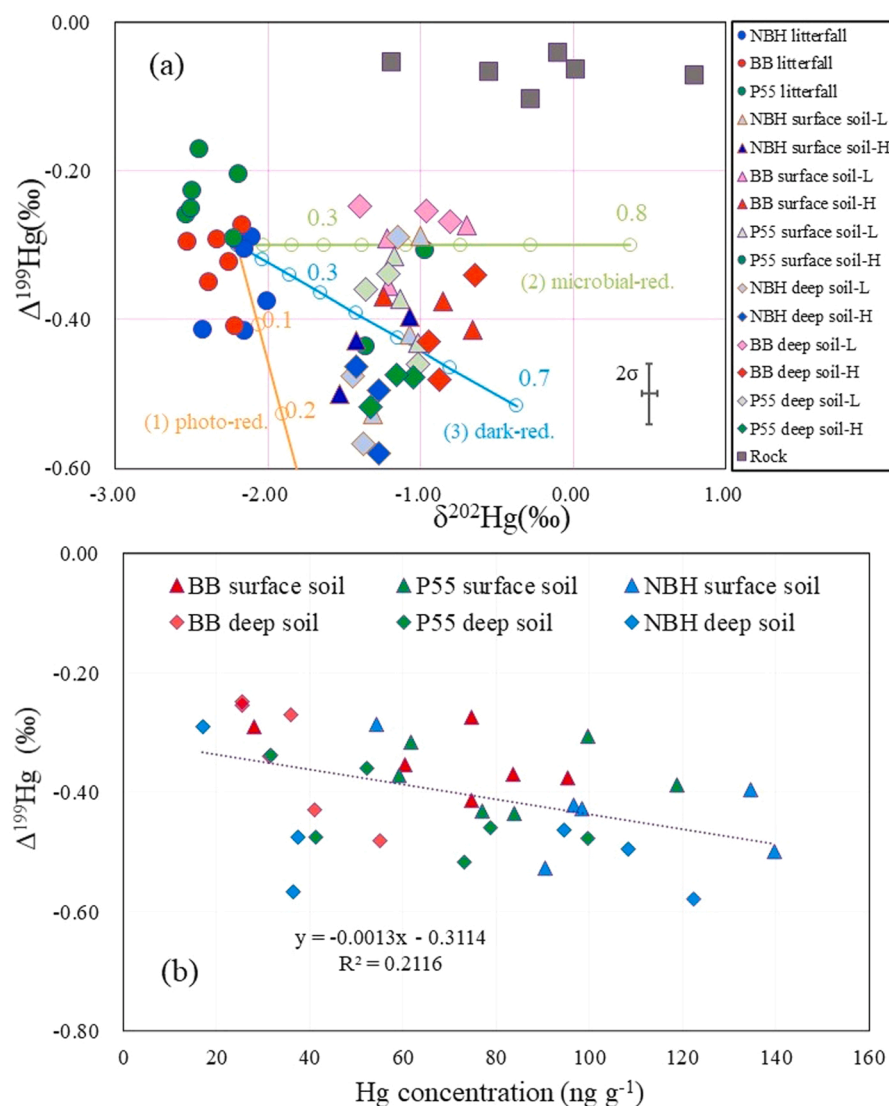 (a)
0.00
-0.20
-0.40
-0.60
Δ199Hg(‰)
-3.00 -2.00 -1.00 0.00 1.00
δ202Hg(‰)
0.3
0.8
(2) microbial-red.
0.3
0.7
(3) dark-red.
0.1
0.2
(1) photo-red.
2σ
NBH litterfall
BB litterfall
P55 litterfall
NBH surface soil-L
NBH surface soil-H
BB surface soil-L
BB surface soil-H
P55 surface soil-L
P55 surface soil-H
NBH deep soil-L
NBH deep soil-H
BB deep soil-L
BB deep soil-H
P55 deep soil-L
P55 deep soil-H
Rock
BB surface soil P55 surface soil NBH surface soil
BB deep soil P55 deep soil NBH deep soil
0.00
-0.20
-0.40
-0.60
-0.80
Δ199Hg (‰)
y = -0.0013x - 0.3114
R² = 0.2116
(b)
0 20 40 60 80 100 120 140 160
Hg concentration (ng g-1)